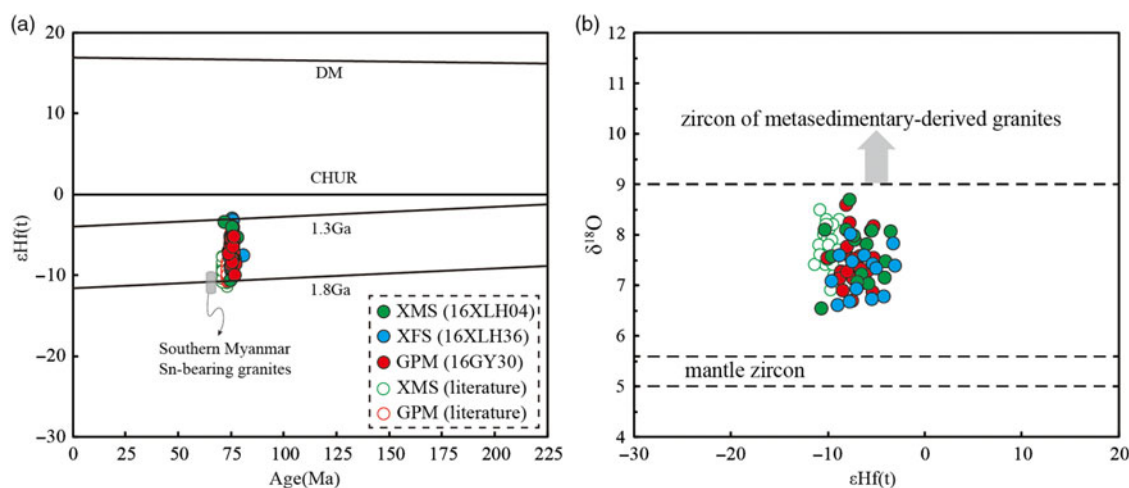 (a)
20
10
0
−10
−20
−30
εHf(t)
DM
CHUR
1.3Ga
1.8Ga
Southern Myanmar
Sn-bearing granites
XMS (16XLH04)
XFS (16XLH36)
GPM (16GY30)
XMS (literature)
GPM (literature)
0 25 50 75 100 125 150 175 200 225
Age(Ma)
(b)
12
11
10
9
8
7
6
5
4
δ¹⁸O
zircon of metasedimentary-derived granites
mantle zircon
−30 −20 −10 0 10 20
εHf(t)